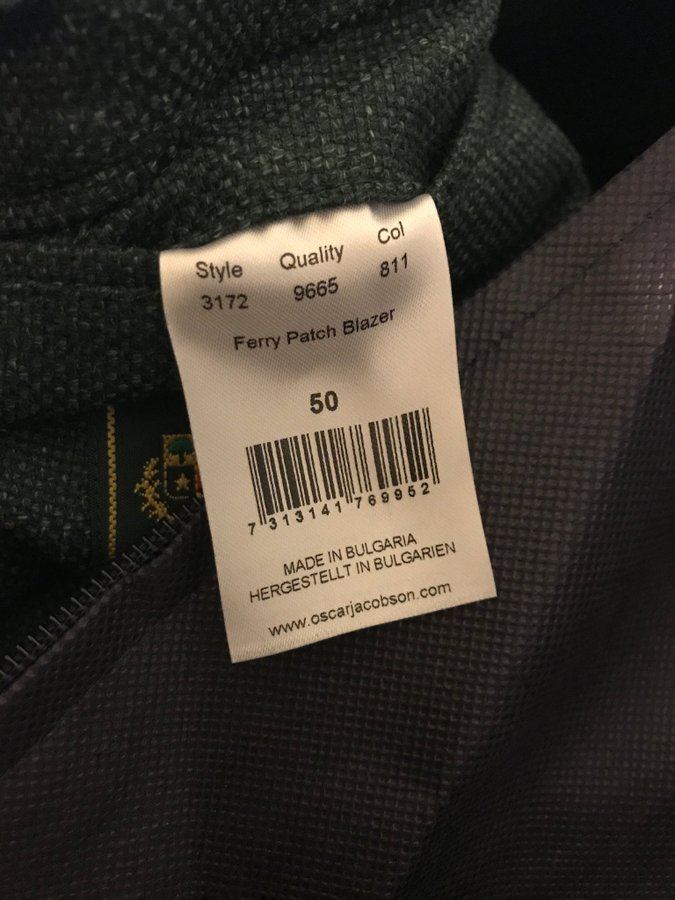 Style Quality Col
3172 9665 811
Ferry Patch Blazer
50
7 313141 769952
MADE IN BULGARIA
HERGESTELLT IN BULGARIEN
www.oscarjacobson.com